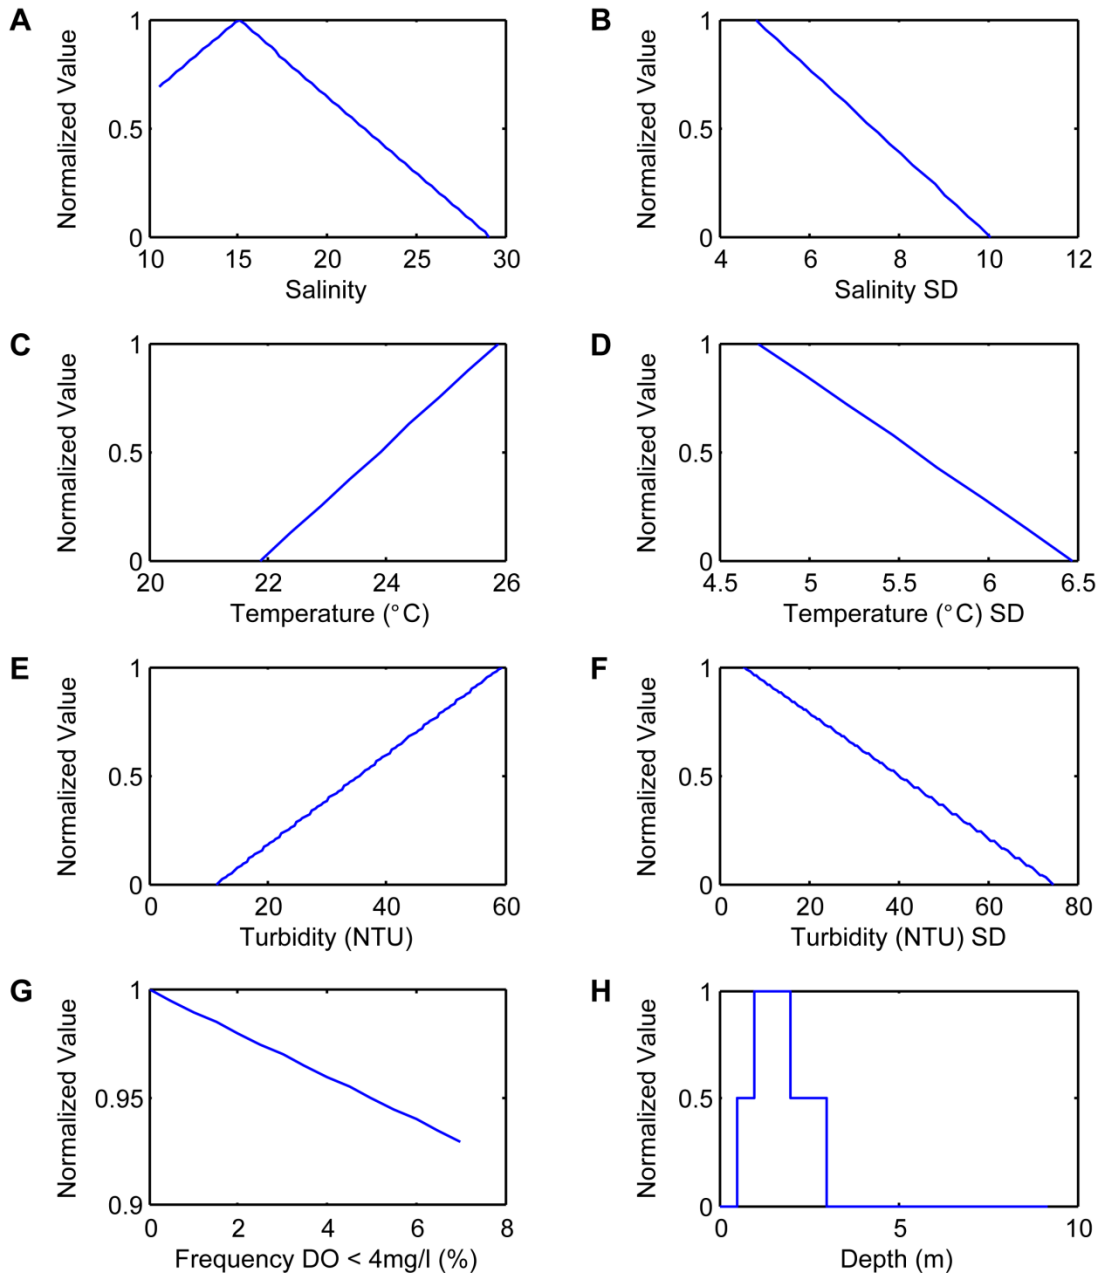 A
Normalized Value
1
0.5
0
10 15 20 25 30
Salinity
B
Normalized Value
1
0.5
0
4 6 8 10 12
Salinity SD
C
Normalized Value
1
0.5
0
20 22 24 26
Temperature (°C)
D
Normalized Value
1
0.5
0
4.5 5 5.5 6 6.5
Temperature (°C) SD
E
Normalized Value
1
0.5
0
0 20 40 60
Turbidity (NTU)
F
Normalized Value
1
0.5
0
0 20 40 60 80
Turbidity (NTU) SD
G
Normalized Value
1
0.95
0.9
0 2 4 6 8
Frequency DO < 4mg/l (%)
H
Normalized Value
1
0.5
0
0 5 10
Depth (m)